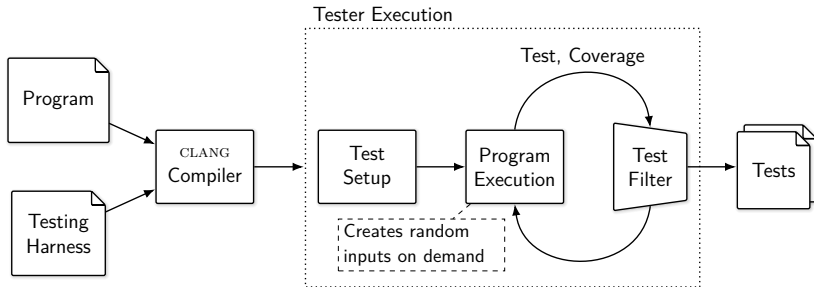 Tester Execution
Test, Coverage
Program
CLANG
Compiler
Testing
Harness
Test
Setup
Program
Execution
Test
Filter
Tests
Creates random
inputs on demand